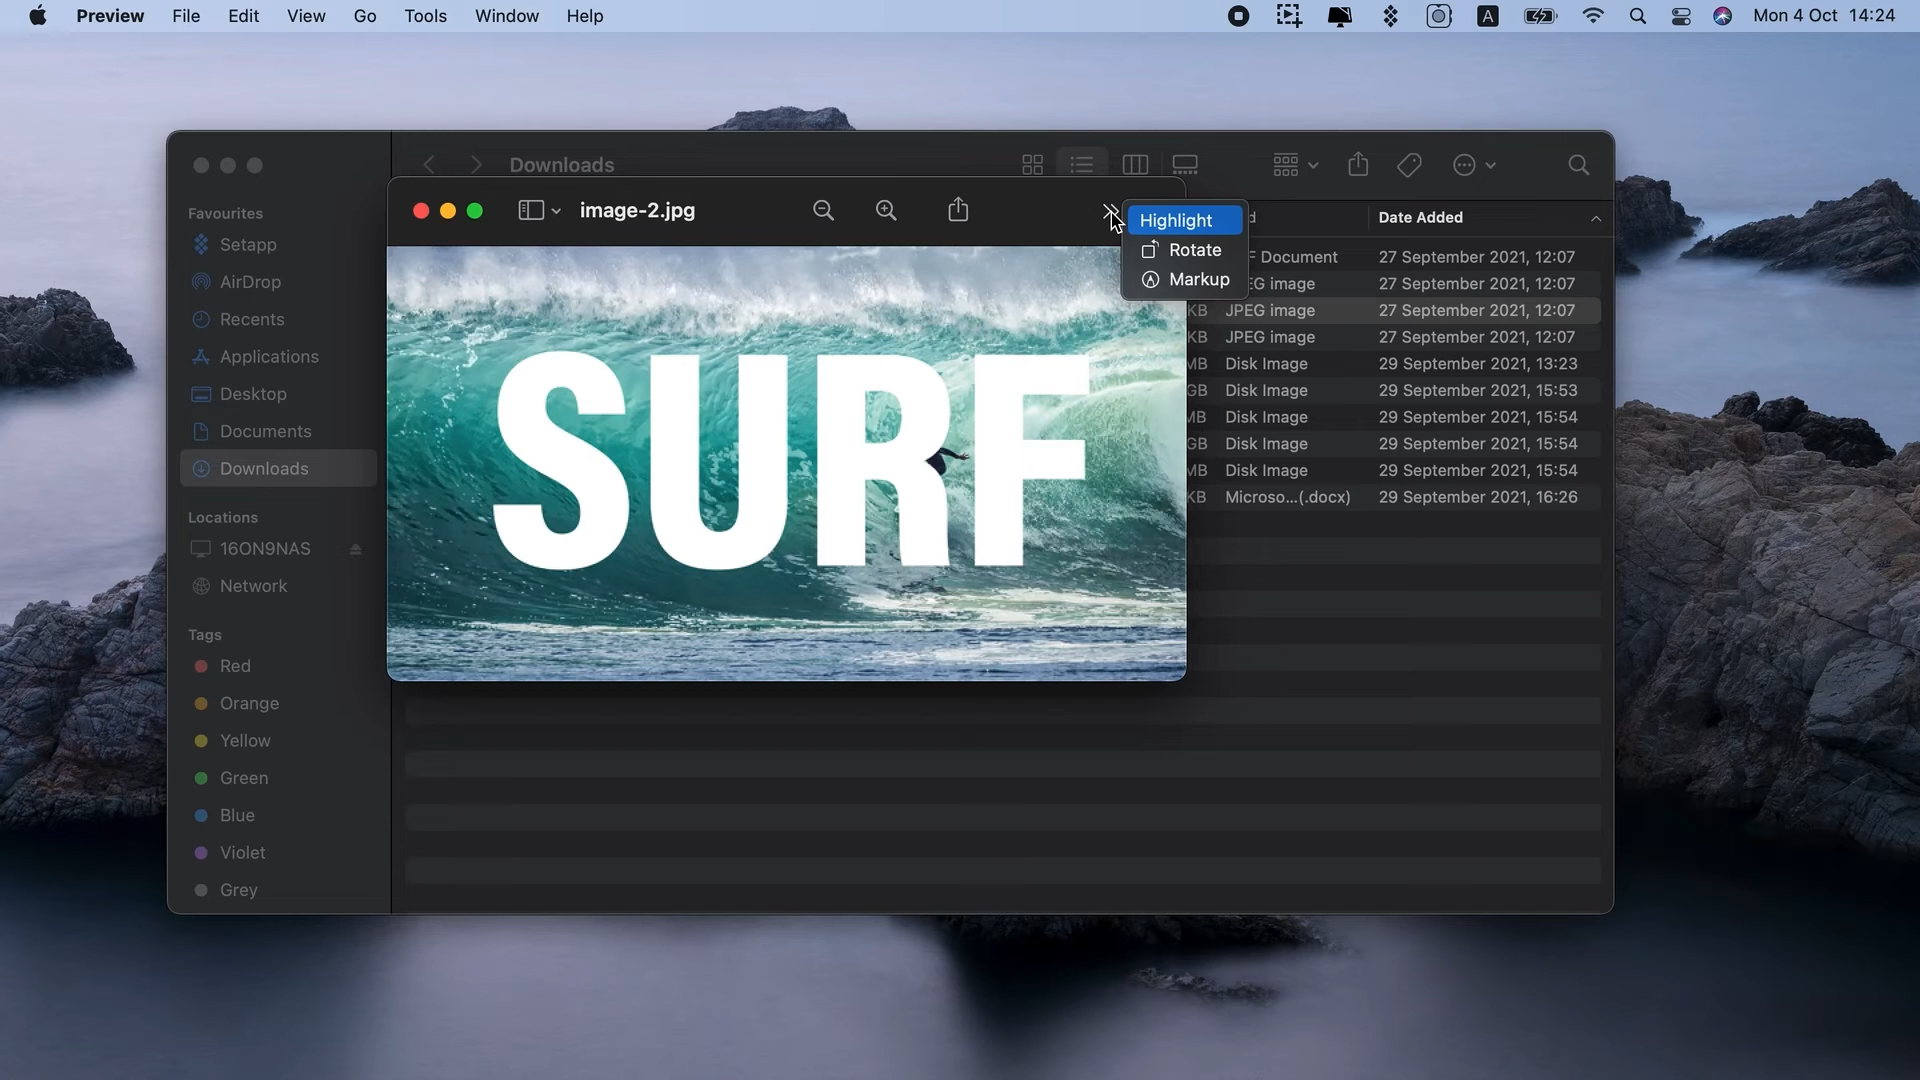 Preview File Edit View Go Tools Window Help
A
Mon 4 Oct 14:24
Downloads
image-2.jpg
Highlight
Rotate
Markup
Favourites
Setapp
AirDrop
Recents
Applications
Desktop
Documents
Downloads
Locations
16ON9NAS
Network
Tags
Red
Orange
Yellow
Green
Blue
Violet
Grey
SURF
d Date Added
F Document 27 September 2021, 12:07
EG image 27 September 2021, 12:07
KB JPEG image 27 September 2021, 12:07
KB JPEG image 27 September 2021, 12:07
MB Disk Image 29 September 2021, 13:23
GB Disk Image 29 September 2021, 15:53
MB Disk Image 29 September 2021, 15:54
GB Disk Image 29 September 2021, 15:54
MB Disk Image 29 September 2021, 15:54
KB Microso...(.docx) 29 September 2021, 16:26